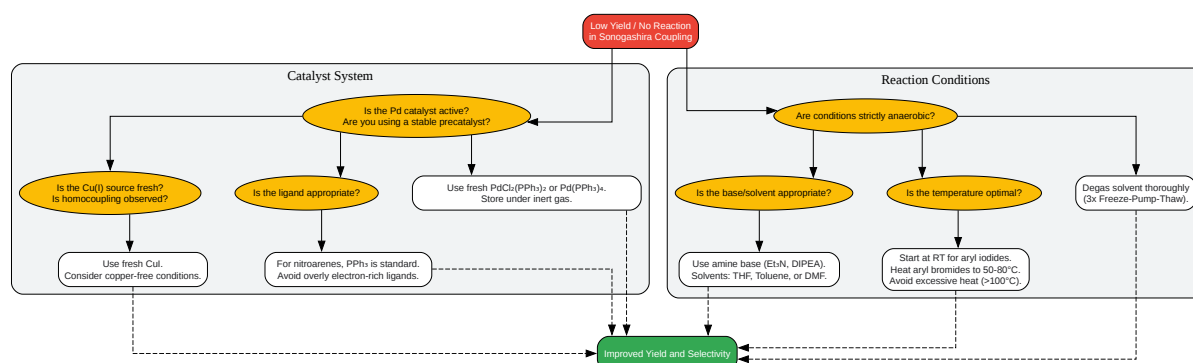 Low Yield / No Reaction
in Sonogashira Coupling
Catalyst System
Is the Pd catalyst active?
Are you using a stable precatalyst?
Is the Cu(I) source fresh?
Is homocoupling observed?
Is the ligand appropriate?
Use fresh PdCl₂(PPh₃)₂ or Pd(PPh₃)₄.
Store under inert gas.
Use fresh CuI.
Consider copper-free conditions.
For nitroarenes, PPh₃ is standard.
Avoid overly electron-rich ligands.
Reaction Conditions
Are conditions strictly anaerobic?
Is the base/solvent appropriate?
Is the temperature optimal?
Degas solvent thoroughly
(3x Freeze-Pump-Thaw).
Use amine base (Et₃N, DIPEA).
Solvents: THF, Toluene, or DMF.
Start at RT for aryl iodides.
Heat aryl bromides to 50-80°C.
Avoid excessive heat (>100°C).
Improved Yield and Selectivity